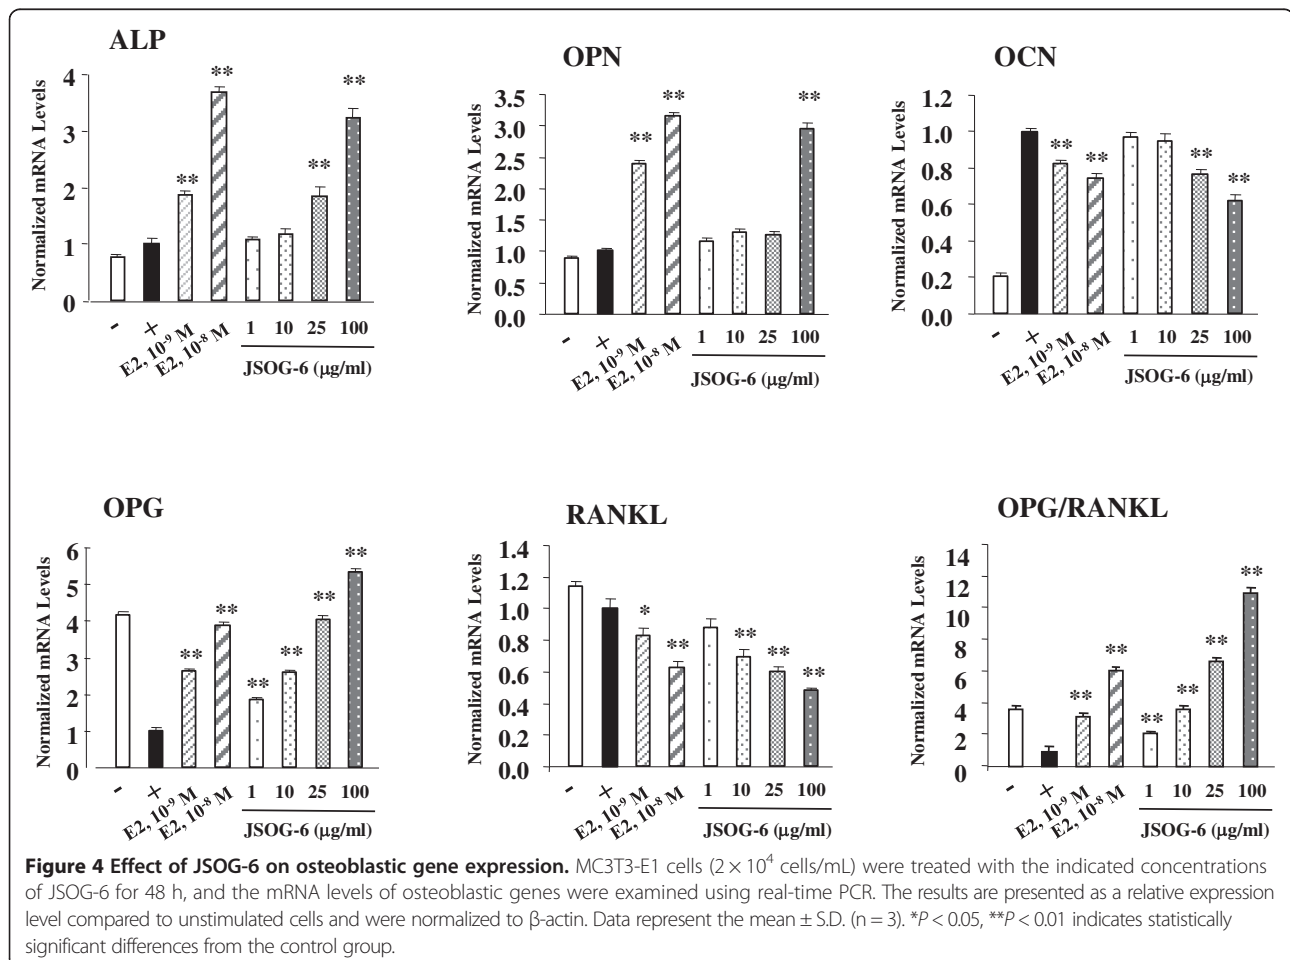 ALP
Normalized mRNA Levels
4
3
2
1
0
** ** ** **
- + E2, 10⁻⁹ M E2, 10⁻⁸ M 1 10 25 100
JSOG-6 (μg/ml)
OPN
Normalized mRNA Levels
3.5
3.0
2.5
2.0
1.5
1.0
0.5
0.0
** ** **
- + E2, 10⁻⁹ M E2, 10⁻⁸ M 1 10 25 100
JSOG-6 (μg/ml)
OCN
Normalized mRNA Levels
1.2
1.0
0.8
0.6
0.4
0.2
0.0
** ** ** **
- + E2, 10⁻⁹ M E2, 10⁻⁸ M 1 10 25 100
JSOG-6 (μg/ml)
OPG
Normalized mRNA Levels
6
5
4
3
2
1
0
** ** ** ** ** **
- + E2, 10⁻⁹ M E2, 10⁻⁸ M 1 10 25 100
JSOG-6 (μg/ml)
RANKL
Normalized mRNA Levels
1.4
1.2
1.0
0.8
0.6
0.4
0.2
0.0
* ** ** ** **
- + E2, 10⁻⁹ M E2, 10⁻⁸ M 1 10 25 100
JSOG-6 (μg/ml)
OPG/RANKL
Normalized mRNA Levels
14
12
10
8
6
4
2
0
** ** ** ** ** **
- + E2, 10⁻⁹ M E2, 10⁻⁸ M 1 10 25 100
JSOG-6 (μg/ml)
Figure 4 Effect of JSOG-6 on osteoblastic gene expression. MC3T3-E1 cells (2 × 10⁴ cells/mL) were treated with the indicated concentrations
of JSOG-6 for 48 h, and the mRNA levels of osteoblastic genes were examined using real-time PCR. The results are presented as a relative expression
level compared to unstimulated cells and were normalized to β-actin. Data represent the mean ± S.D. (n = 3). *P < 0.05, **P < 0.01 indicates statistically
significant differences from the control group.